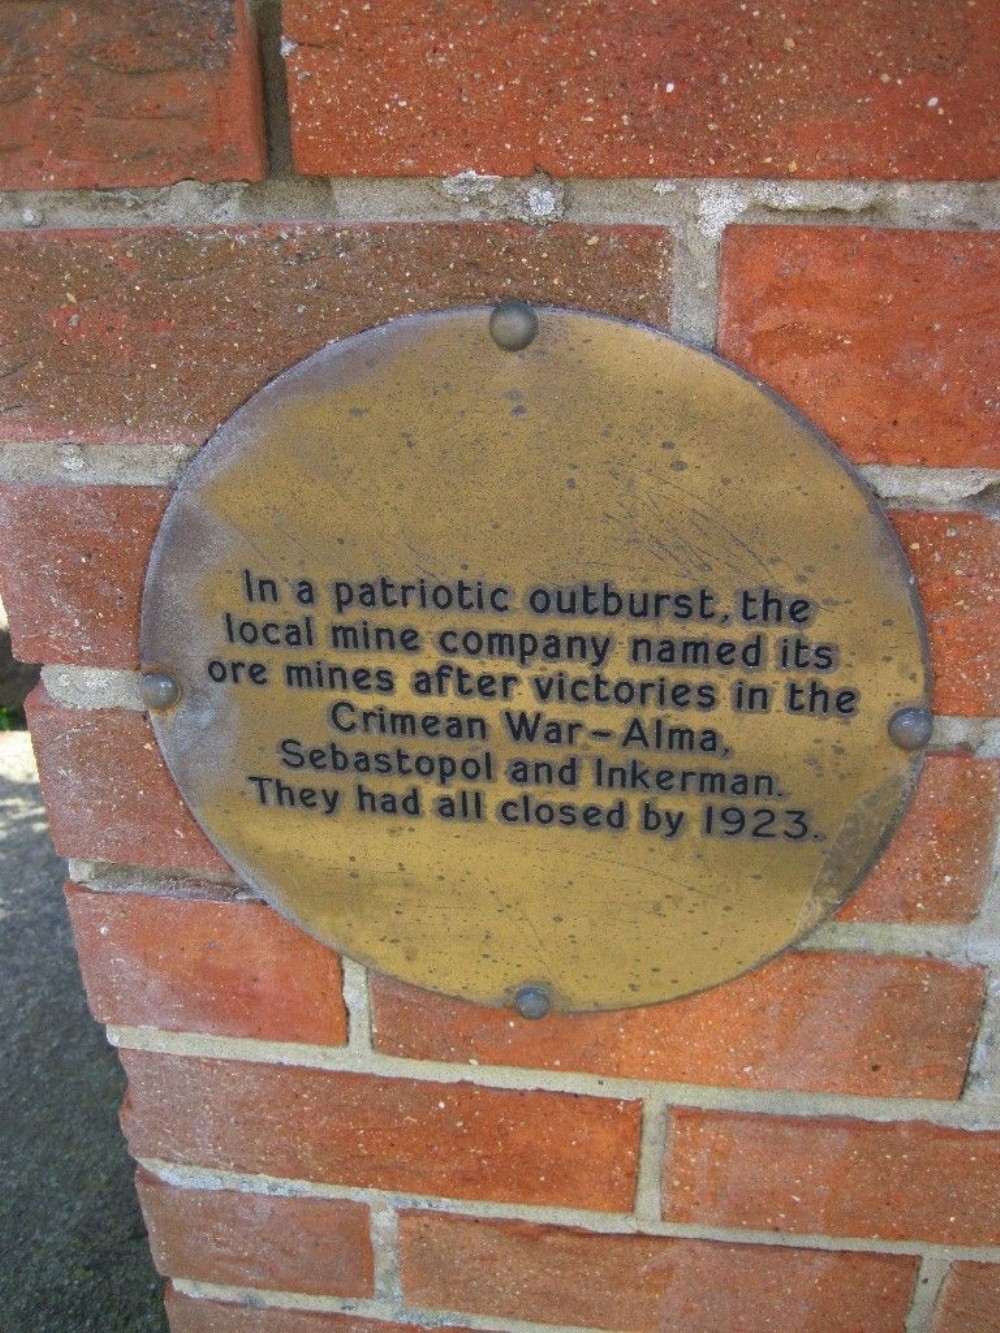 In a patriotic outburst, the
local mine company named its
ore mines after victories in the
Crimean War – Alma,
Sebastopol and Inkerman.
They had all closed by 1923.